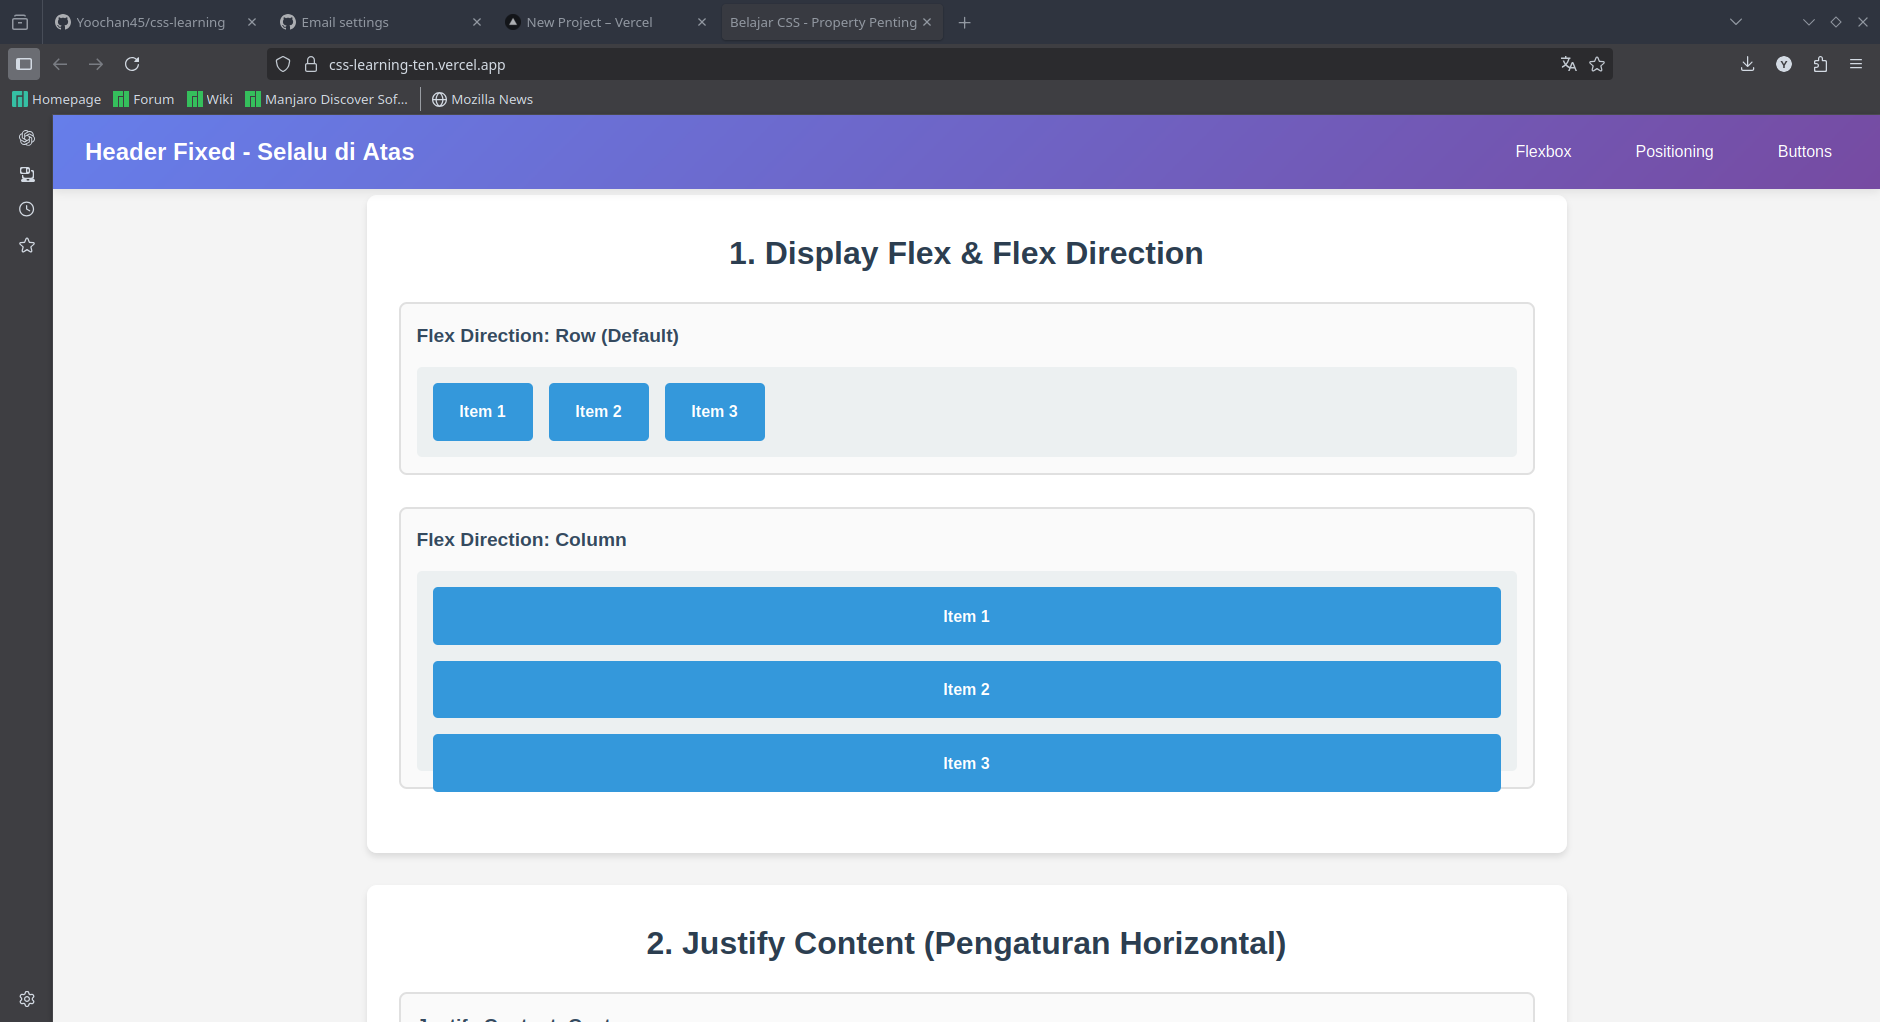 Yoochan45/css-learning
Email settings
New Project – Vercel
Belajar CSS - Property Penting
css-learning-ten.vercel.app
Y
Homepage
Forum
Wiki
Manjaro Discover Sof...
Mozilla News
Header Fixed - Selalu di Atas
Flexbox
Positioning
Buttons
1. Display Flex & Flex Direction
Flex Direction: Row (Default)
Item 1
Item 2
Item 3
Flex Direction: Column
Item 1
Item 2
Item 3
2. Justify Content (Pengaturan Horizontal)